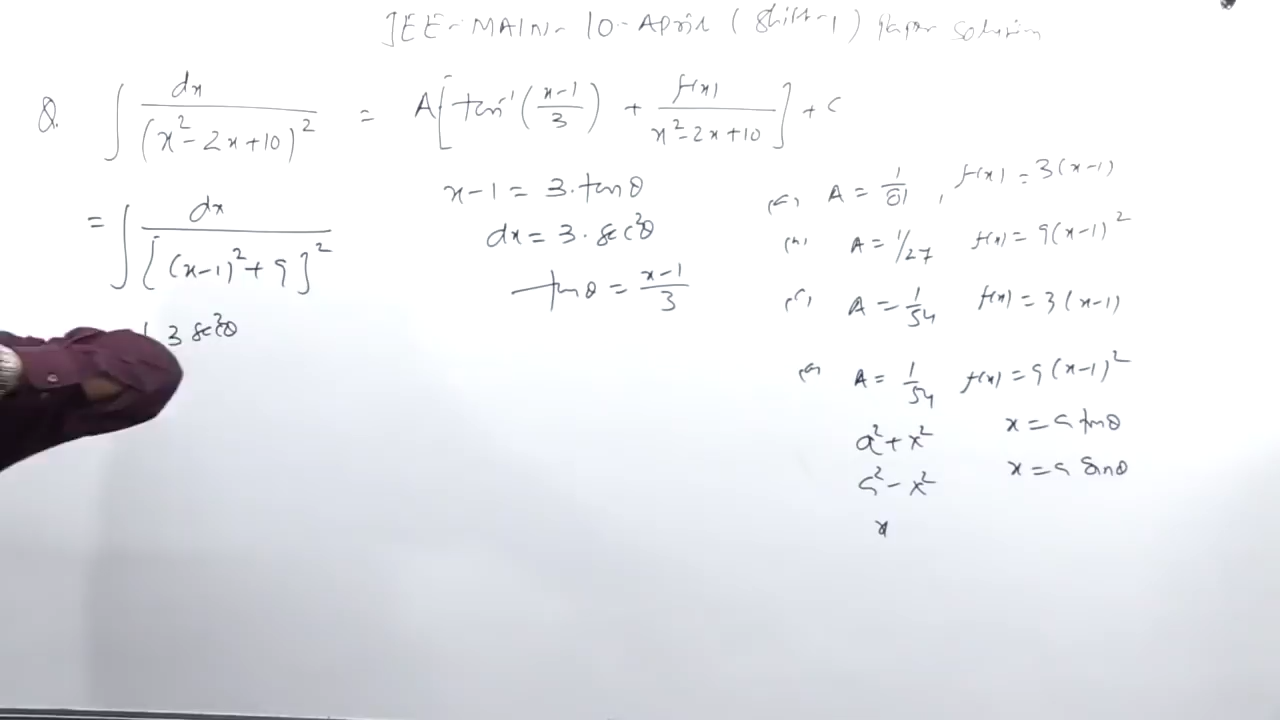 JEE-MAIN-10-April (Shift-1) Paper solution
Q. ∫ dx / (x² - 2x + 10)² = A[ tan⁻¹ ( (x-1)/3 ) + f(x) / (x² - 2x + 10) ] + C
= ∫ dx / [ (x-1)² + 9 ]²
3 sec²θ
x - 1 = 3 · tanθ
dx = 3 · sec²θ
tanθ = (x-1)/3
A = 1/81 , f(x) = 3(x-1)
A = 1/27 f(x) = 9(x-1)²
A = 1/54 f(x) = 3(x-1)
A = 1/54 f(x) = 9(x-1)²
a² + x² x = a tanθ
a² - x² x = a sinθ
x